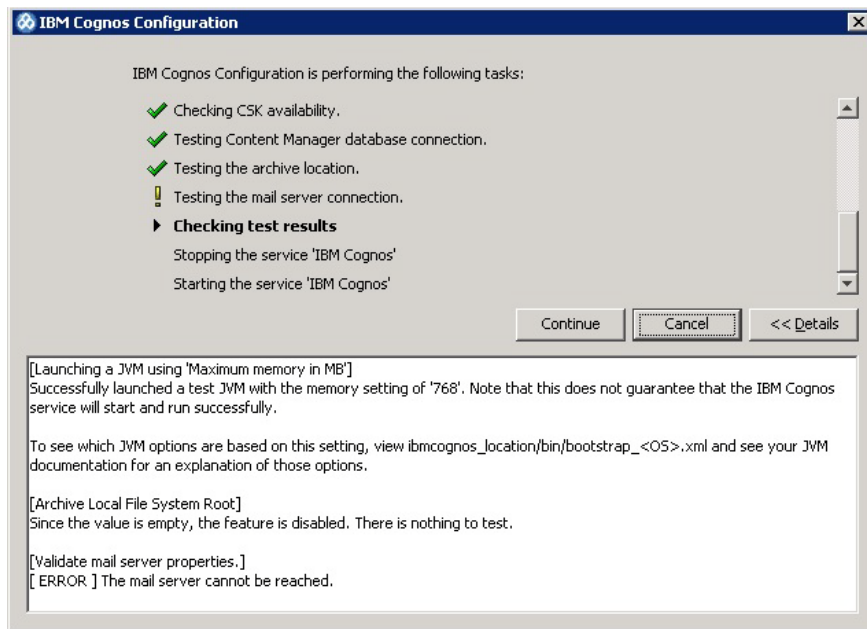 IBM Cognos Configuration
IBM Cognos Configuration is performing the following tasks:
Checking CSK availability.
Testing Content Manager database connection.
Testing the archive location.
Testing the mail server connection.
Checking test results
Stopping the service 'IBM Cognos'
Starting the service 'IBM Cognos'
Continue
Cancel
<< Details
[Launching a JVM using 'Maximum memory in MB']
Successfully launched a test JVM with the memory setting of '768'. Note that this does not guarantee that the IBM Cognos
service will start and run successfully.
To see which JVM options are based on this setting, view ibmcognos_location/bin/bootstrap_<OS>.xml and see your JVM
documentation for an explanation of those options.
[Archive Local File System Root]
Since the value is empty, the feature is disabled. There is nothing to test.
[Validate mail server properties.]
[ ERROR ] The mail server cannot be reached.